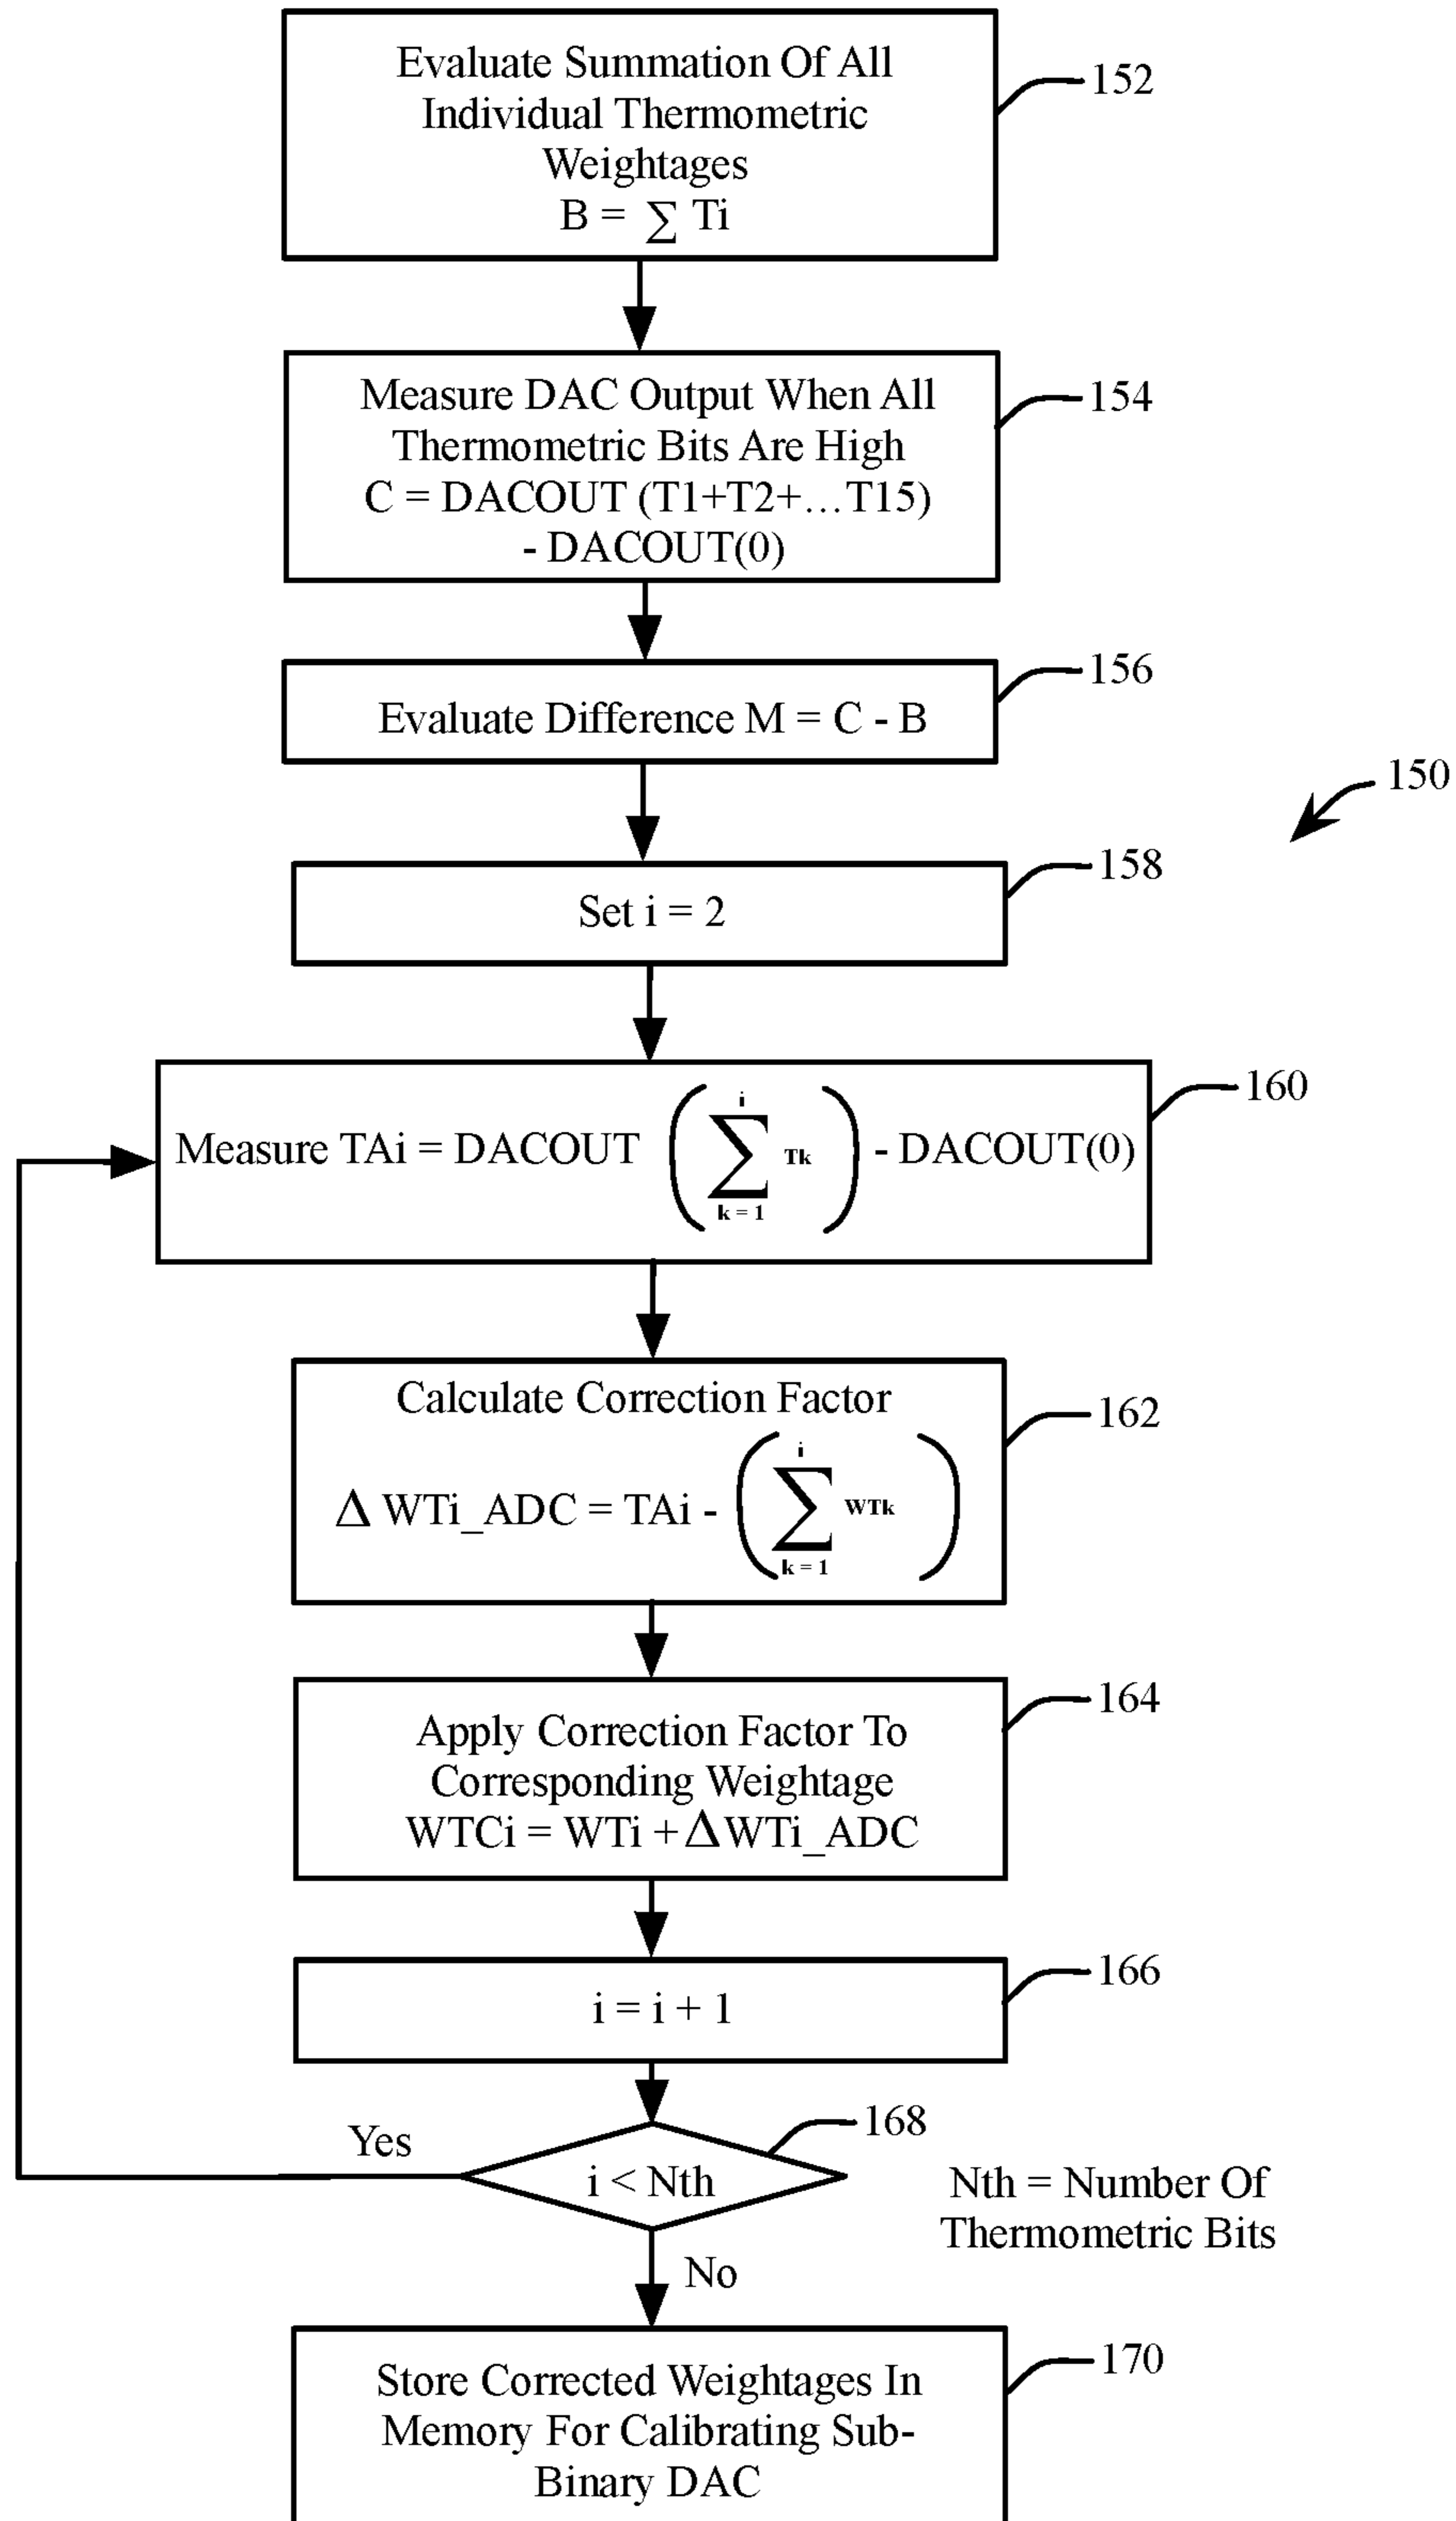 Evaluate Summation Of All
Individual Thermometric
Weightages
B = ∑ Ti
152
Measure DAC Output When All
Thermometric Bits Are High
C = DACOUT (T1+T2+...T15)
- DACOUT(0)
154
Evaluate Difference M = C - B
156
150
Set i = 2
158
Measure TAi = DACOUT ( i ∑ k = 1 Tk ) - DACOUT(0)
160
Calculate Correction Factor
Δ WTi_ADC = TAi - ( i ∑ k = 1 WTk )
162
Apply Correction Factor To
Corresponding Weightage
WTCi = WTi + ΔWTi_ADC
164
i = i + 1
166
Yes
i < Nth
168
Nth = Number Of
Thermometric Bits
No
Store Corrected Weightages In
Memory For Calibrating Sub-
Binary DAC
170